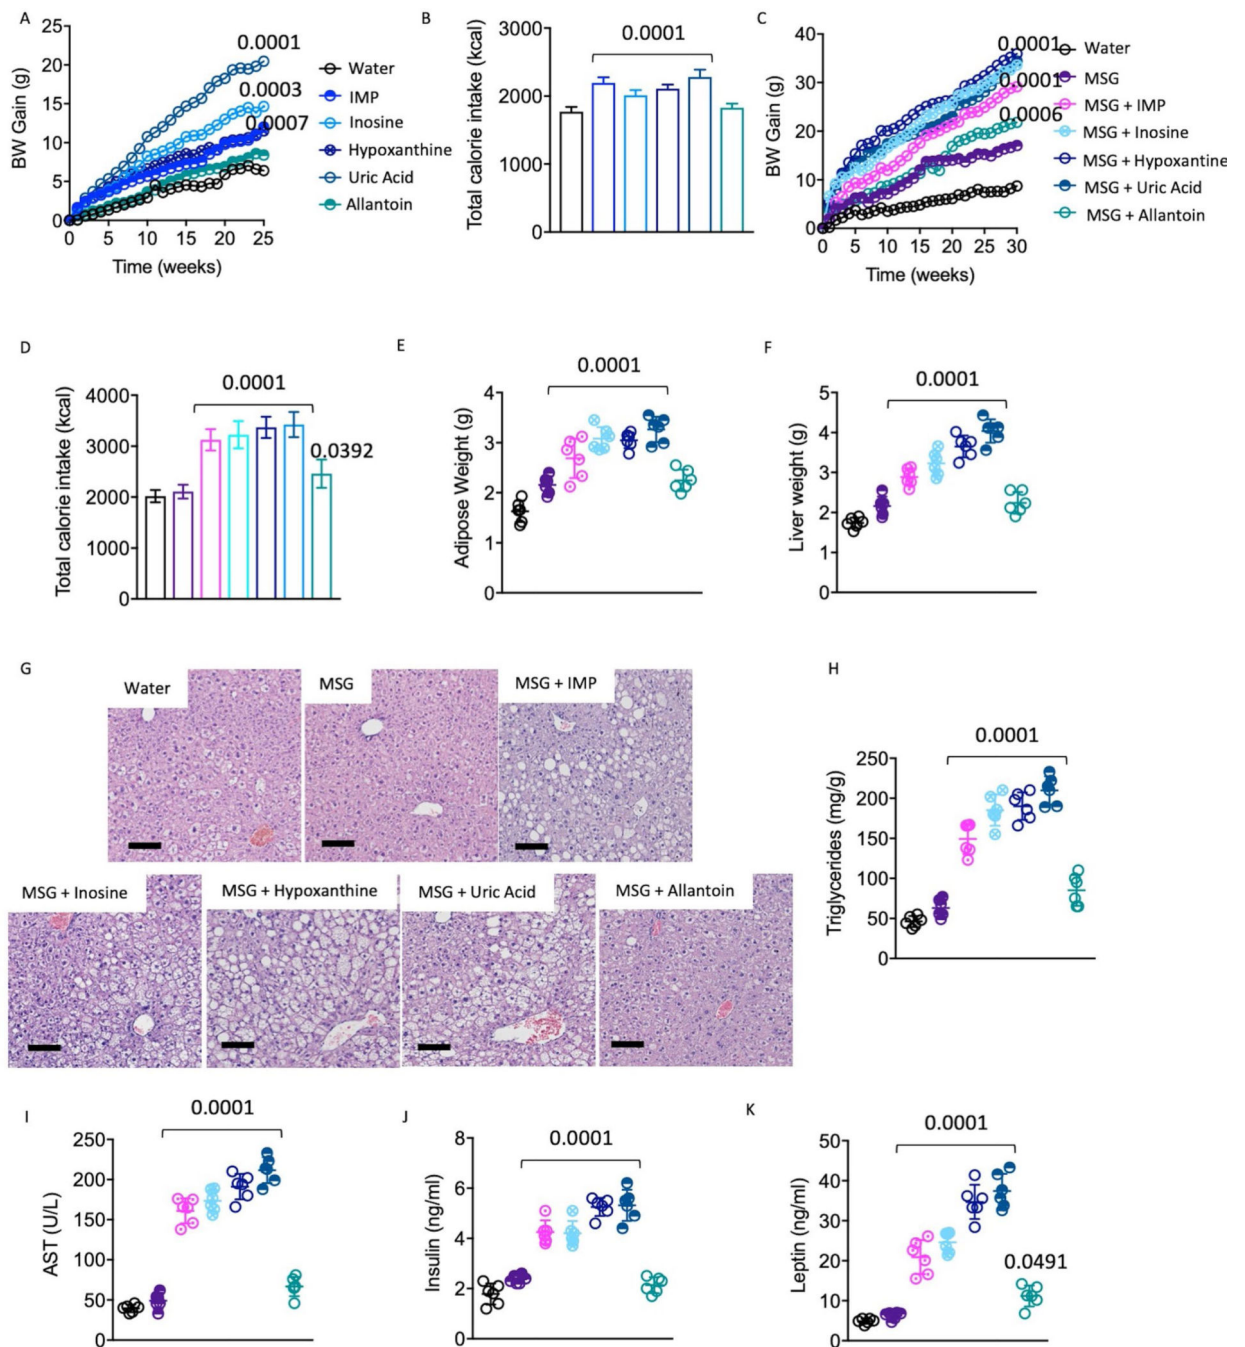 A
BW Gain (g)
25
20
15
10
5
0
0 5 10 15 20 25
Time (weeks)
0.0001
0.0003
0.0007
Water
IMP
Inosine
Hypoxanthine
Uric Acid
Allantoin
B
Total calorie intake (kcal)
3000
2000
1000
0
0.0001
C
BW Gain (g)
40
30
20
10
0
0 5 10 15 20 25 30
Time (weeks)
0.0001
0.0001
0.0006
Water
MSG
MSG + IMP
MSG + Inosine
MSG + Hypoxantine
MSG + Uric Acid
MSG + Allantoin
D
Total calorie intake (kcal)
4000
3000
2000
1000
0
0.0001
0.0392
E
Adipose Weight (g)
4
3
2
1
0
0.0001
F
Liver weight (g)
5
4
3
2
1
0
0.0001
G
Water
MSG
MSG + IMP
MSG + Inosine
MSG + Hypoxanthine
MSG + Uric Acid
MSG + Allantoin
H
Triglycerides (mg/g)
250
200
150
100
50
0
0.0001
I
AST (U/L)
250
200
150
100
50
0
0.0001
J
Insulin (ng/ml)
8
6
4
2
0
0.0001
K
Leptin (ng/ml)
50
40
30
20
10
0
0.0001
0.0491